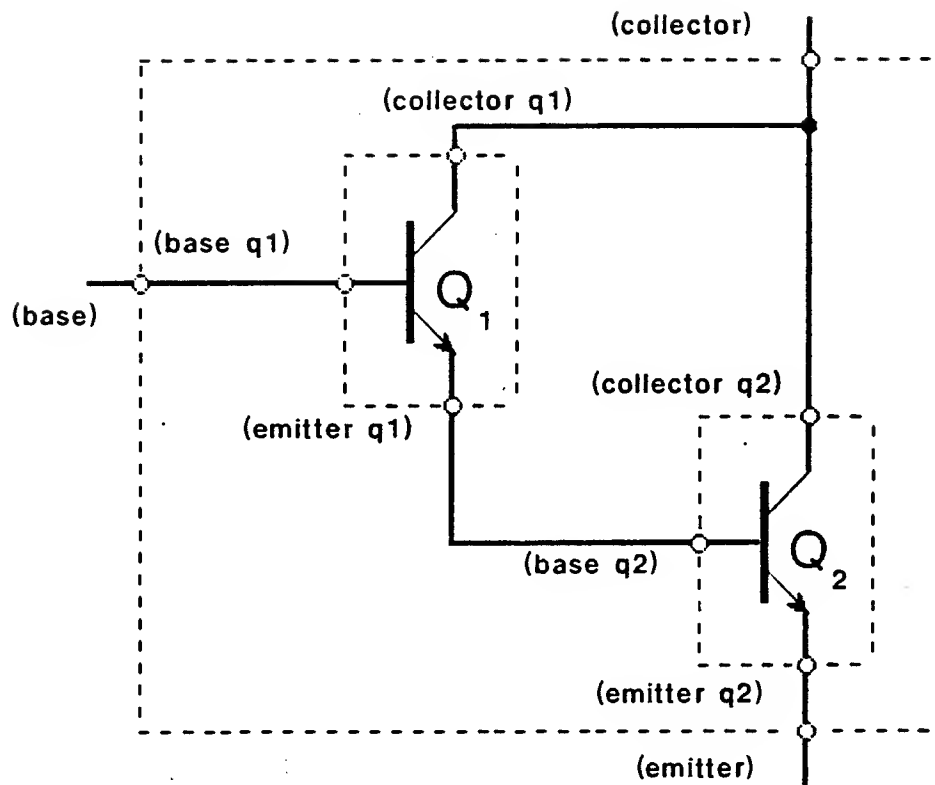 (collector)
(collector q1)
(base q1)
Q1
(base)
(collector q2)
(emitter q1)
Q2
(base q2)
(emitter q2)
(emitter)